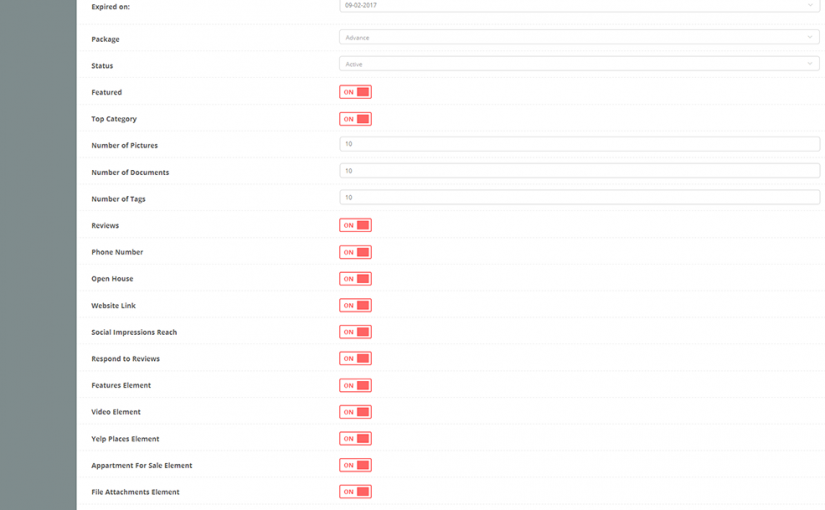 Expired on: 09-02-2017
Package Advance
Status Active
Featured ON
Top Category ON
Number of Pictures 10
Number of Documents 10
Number of Tags 10
Reviews ON
Phone Number ON
Open House ON
Website Link ON
Social Impressions Reach ON
Respond to Reviews ON
Features Element ON
Video Element ON
Yelp Places Element ON
Appartment For Sale Element ON
File Attachments Element ON